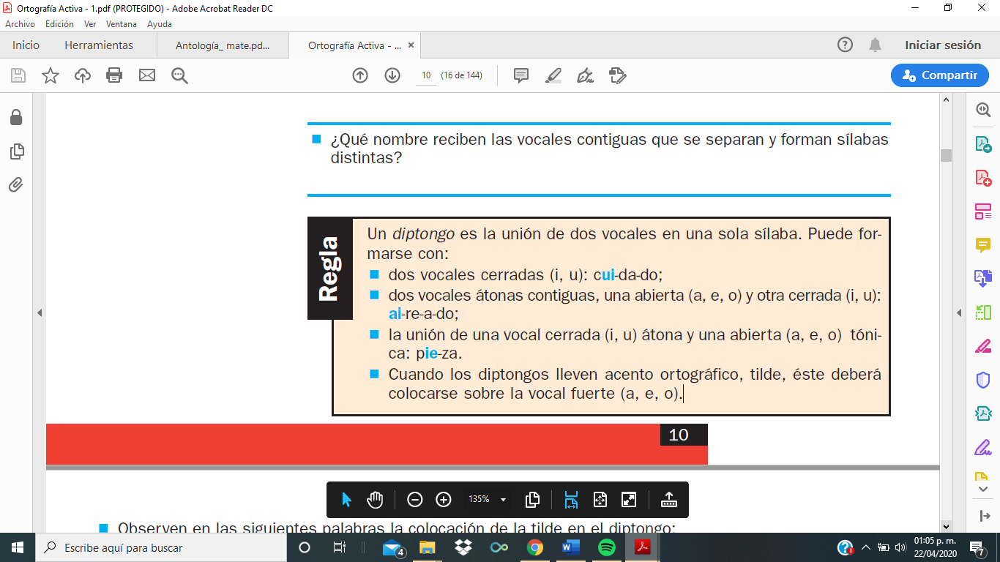 Ortografía Activa - 1.pdf (PROTEGIDO) - Adobe Acrobat Reader DC
Archivo Edición Ver Ventana Ayuda
Inicio Herramientas Antología_ mate.pd... Ortografía Activa - ... ×
Iniciar sesión
10 (16 de 144)
Compartir
¿Qué nombre reciben las vocales contiguas que se separan y forman sílabas
distintas?
Regla
Un diptongo es la unión de dos vocales en una sola sílaba. Puede for-
marse con:
dos vocales cerradas (i, u): cui-da-do;
dos vocales átonas contiguas, una abierta (a, e, o) y otra cerrada (i, u):
ai-re-a-do;
la unión de una vocal cerrada (i, u) átona y una abierta (a, e, o) tóni-
ca: pie-za.
Cuando los diptongos lleven acento ortográfico, tilde, éste deberá
colocarse sobre la vocal fuerte (a, e, o).
10
135%
Observen en las siguientes palabras la colocación de la tilde en el diptongo:
Escribe aquí para buscar
4
01:05 p. m.
22/04/2020
7